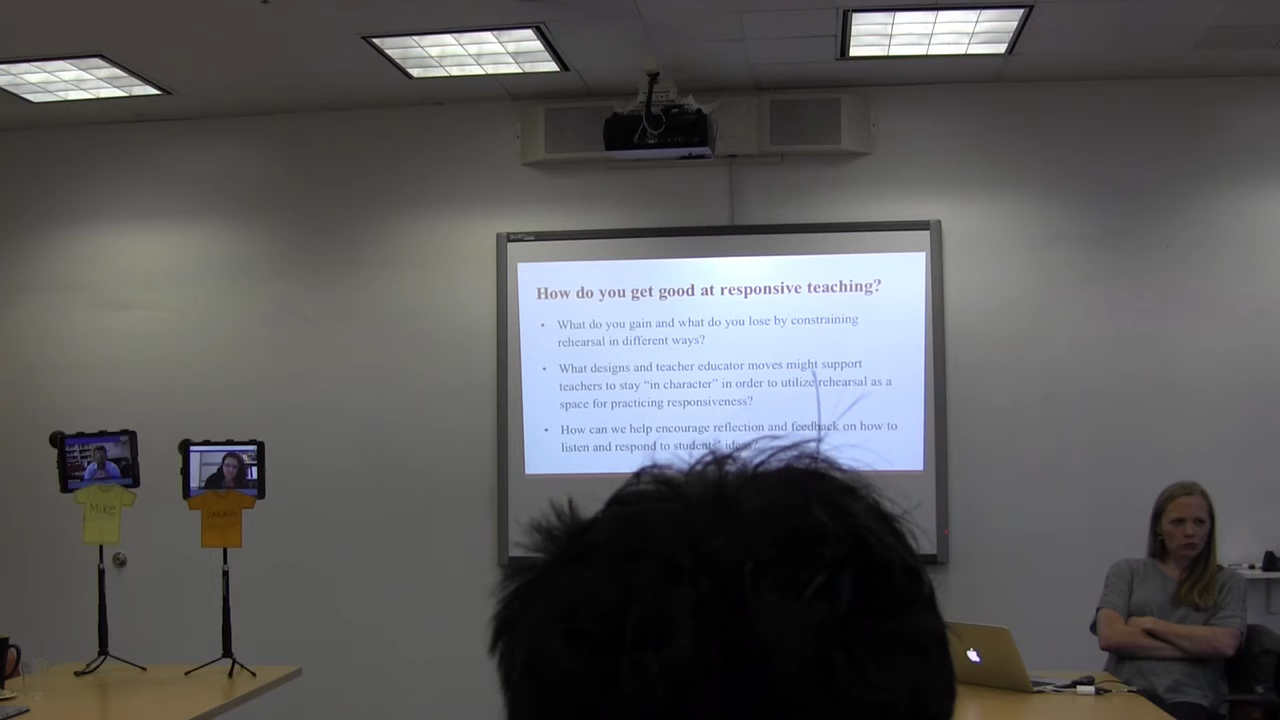 How do you get good at responsive teaching?
• What do you gain and what do you lose by constraining
rehearsal in different ways?
• What designs and teacher educator moves might support
teachers to stay “in character” in order to utilize rehearsal as a
space for practicing responsiveness?
• How can we help encourage reflection and feedback on how to
listen and respond to students’
Mike